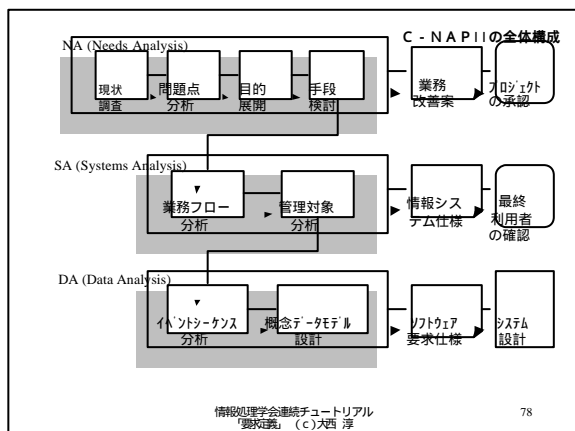 C-NAPIIの全体構成
NA (Needs Analysis)
現状
調査
問題点
分析
目的
展開
手段
検討
業務
改善案
プロジェクト
の承認
SA (Systems Analysis)
業務フロー
分析
管理対象
分析
情報シス
テム仕様
最終
利用者
の確認
DA (Data Analysis)
イベントシーケンス
分析
概念データモデル
設計
ソフトウェア
要求仕様
システム
設計
情報処理学会連続チュートリアル
「要求定義」 (c)大西 淳
78